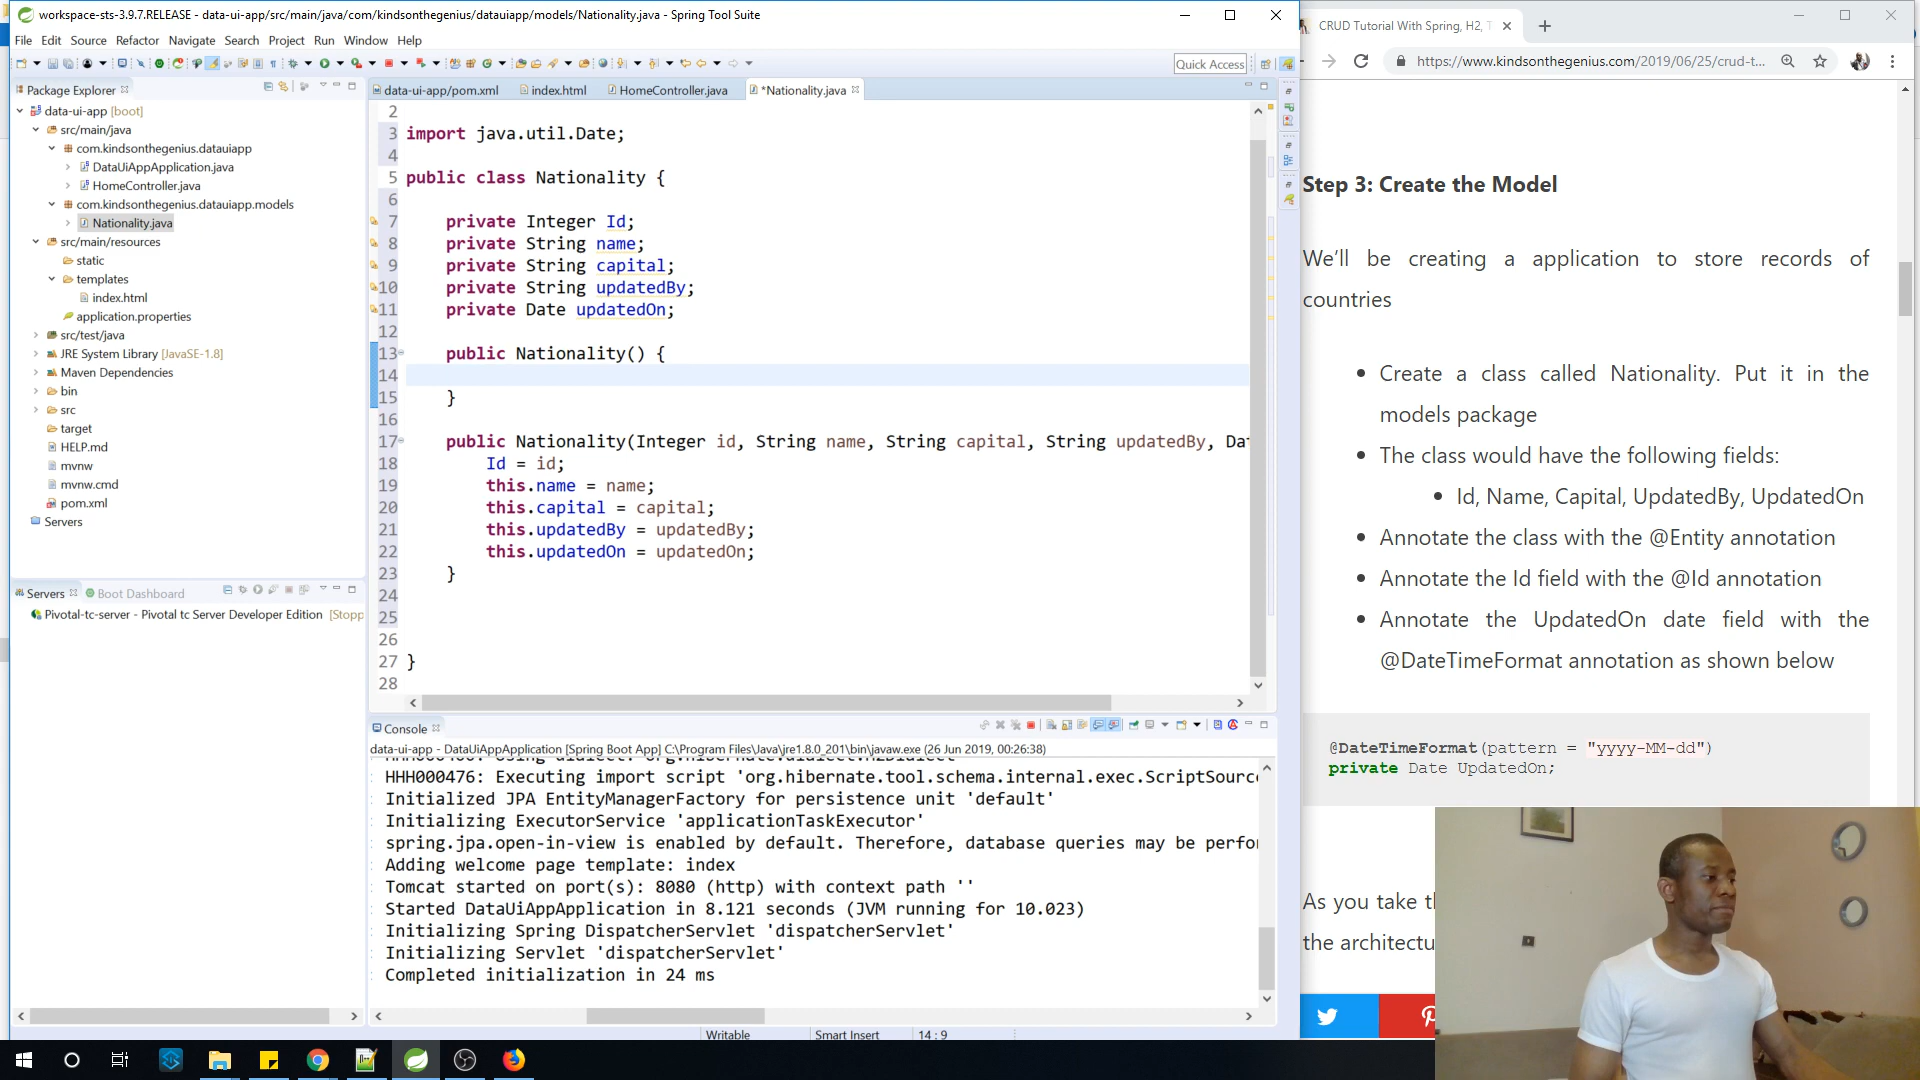 workspace-sts-3.9.7.RELEASE - data-ui-app/src/main/java/com/kindsonthegenius/datauiapp/models/Nationality.java - Spring Tool Suite
File Edit Source Refactor Navigate Search Project Run Window Help
Quick Access
Package Explorer
data-ui-app [boot]
src/main/java
com.kindsonthegenius.datauiapp
DataUiAppApplication.java
HomeController.java
com.kindsonthegenius.datauiapp.models
Nationality.java
src/main/resources
static
templates
index.html
application.properties
src/test/java
JRE System Library [JavaSE-1.8]
Maven Dependencies
bin
src
target
HELP.md
mvnw
mvnw.cmd
pom.xml
Servers
Servers Boot Dashboard
Pivotal-tc-server - Pivotal tc Server Developer Edition [Stopp
data-ui-app/pom.xml index.html HomeController.java *Nationality.java
2
3 import java.util.Date;
4
5 public class Nationality {
6
7 private Integer Id;
8 private String name;
9 private String capital;
10 private String updatedBy;
11 private Date updatedOn;
12
13 public Nationality() {
14
15 }
16
17 public Nationality(Integer id, String name, String capital, String updatedBy, Dat
18 Id = id;
19 this.name = name;
20 this.capital = capital;
21 this.updatedBy = updatedBy;
22 this.updatedOn = updatedOn;
23 }
24
25
26
27 }
28
Console
data-ui-app - DataUiAppApplication [Spring Boot App] C:\Program Files\Java\jre1.8.0_201\bin\javaw.exe (26 Jun 2019, 00:26:38)
HHH000400: Using dialect: org.hibernate.dialect.H2Dialect
HHH000476: Executing import script 'org.hibernate.tool.schema.internal.exec.ScriptSource
Initialized JPA EntityManagerFactory for persistence unit 'default'
Initializing ExecutorService 'applicationTaskExecutor'
spring.jpa.open-in-view is enabled by default. Therefore, database queries may be perfor
Adding welcome page template: index
Tomcat started on port(s): 8080 (http) with context path ''
Started DataUiAppApplication in 8.121 seconds (JVM running for 10.023)
Initializing Spring DispatcherServlet 'dispatcherServlet'
Initializing Servlet 'dispatcherServlet'
Completed initialization in 24 ms
Writable Smart Insert 14 : 9
CRUD Tutorial With Spring, H2, T
https://www.kindsonthegenius.com/2019/06/25/crud-t...
Step 3: Create the Model
We'll be creating a application to store records of
countries
Create a class called Nationality. Put it in the
models package
The class would have the following fields:
Id, Name, Capital, UpdatedBy, UpdatedOn
Annotate the class with the @Entity annotation
Annotate the Id field with the @Id annotation
Annotate the UpdatedOn date field with the
@DateTimeFormat annotation as shown below
@DateTimeFormat(pattern = "yyyy-MM-dd")
private Date UpdatedOn;
As you take t
the architectu